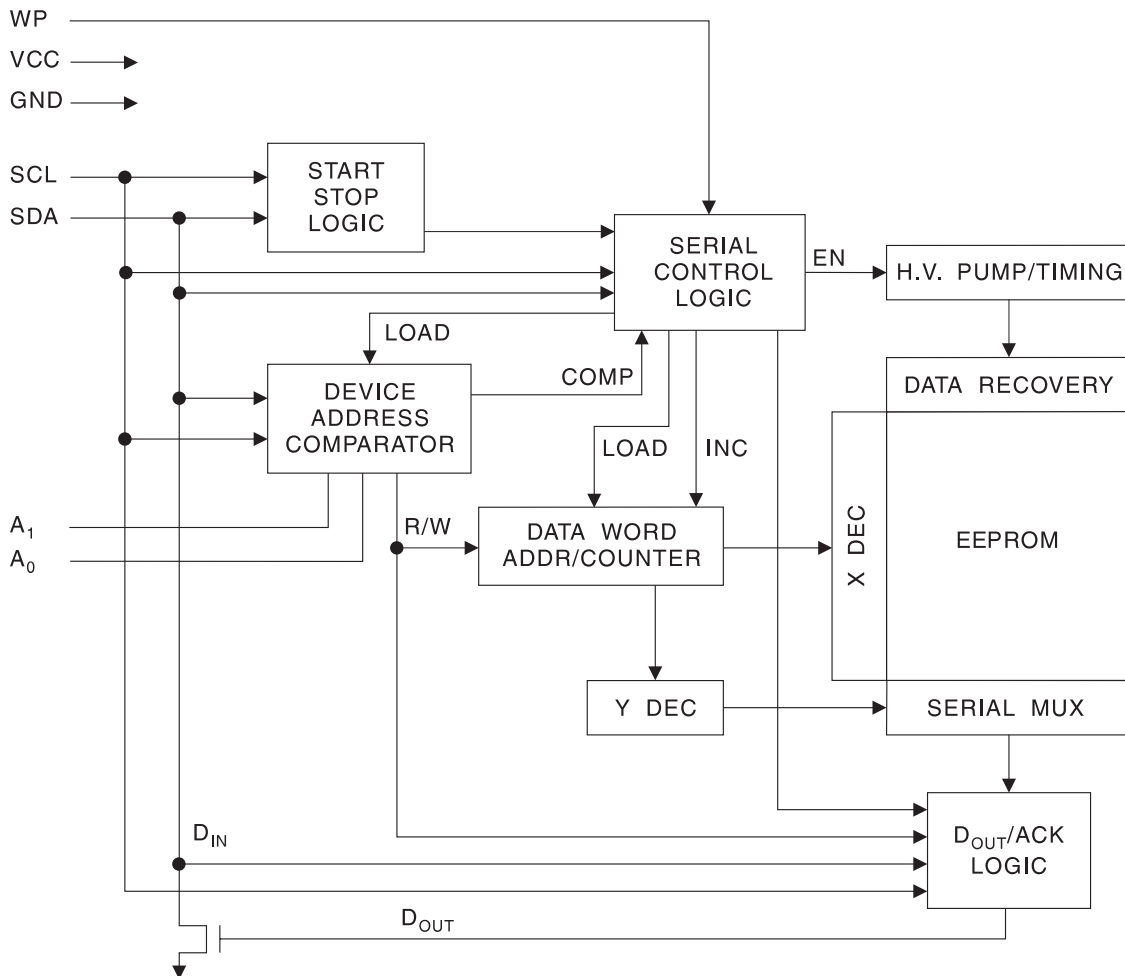 WP
VCC
GND
SCL
SDA
START
STOP
LOGIC
SERIAL
CONTROL
LOGIC
EN
H.V. PUMP/TIMING
LOAD
COMP
DATA RECOVERY
DEVICE
ADDRESS
COMPARATOR
LOAD
INC
A1
A0
R/W
DATA WORD
ADDR/COUNTER
X DEC
EEPROM
Y DEC
SERIAL MUX
DIN
DOUT/ACK
LOGIC
DOUT